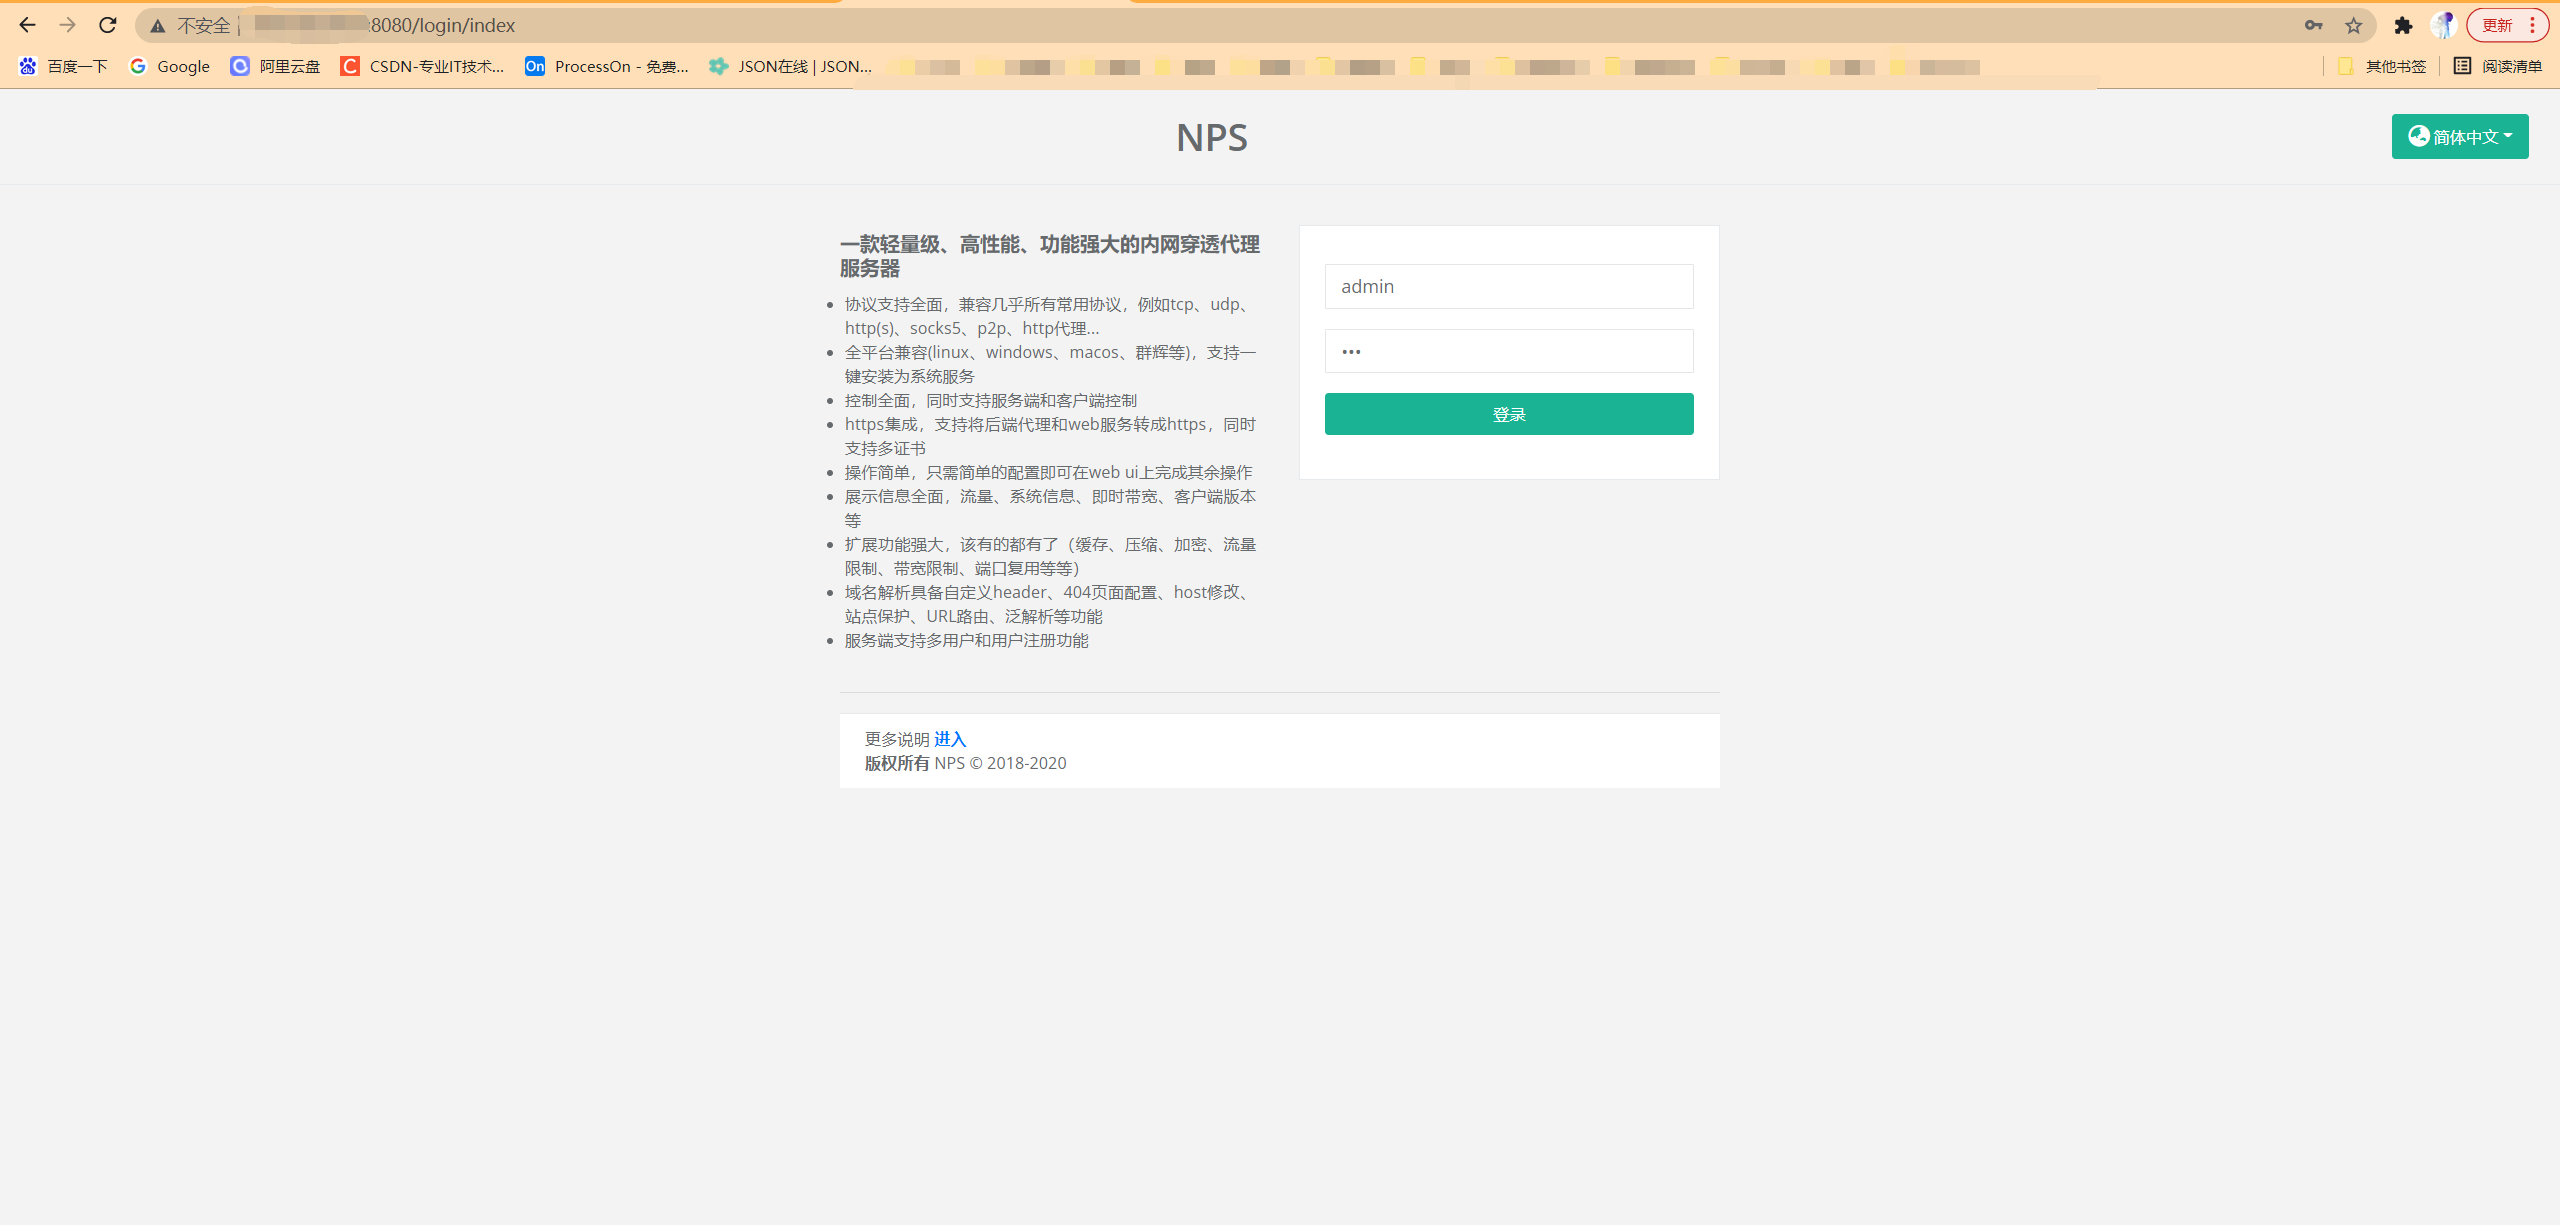 不安全
:8080/login/index
更新
百度一下
Google
阿里云盘
CSDN-专业IT技术...
ProcessOn - 免费...
JSON在线 | JSON...
其他书签
阅读清单
NPS
简体中文
一款轻量级、高性能、功能强大的内网穿透代理
服务器
协议支持全面，兼容几乎所有常用协议，例如tcp、udp、
http(s)、socks5、p2p、http代理...
全平台兼容(linux、windows、macos、群辉等)，支持一
键安装为系统服务
控制全面，同时支持服务端和客户端控制
https集成，支持将后端代理和web服务转成https，同时
支持多证书
操作简单，只需简单的配置即可在web ui上完成其余操作
展示信息全面，流量、系统信息、即时带宽、客户端版本
等
扩展功能强大，该有的都有了（缓存、压缩、加密、流量
限制、带宽限制、端口复用等等）
域名解析具备自定义header、404页面配置、host修改、
站点保护、URL路由、泛解析等功能
服务端支持多用户和用户注册功能
admin
•••
登录
更多说明 进入
版权所有 NPS © 2018-2020